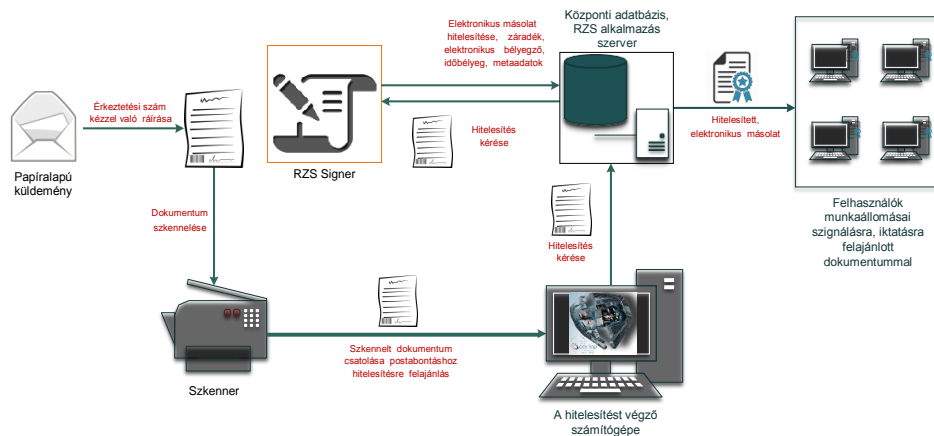 Papíralapú
küldemény
Érkeztetési szám
kézzel való ráírása
Dokumentum
szkennelése
Szkenner
Szkennelt dokumentum
csatolása postabontáshoz
hitelesítésre felajánlás
A hitelesítést végző
számítógépe
Hitelesítés
kérése
Központi adatbázis,
RZS alkalmazás
szerver
Hitelesítés
kérése
RZS Signer
Elektronikus másolat
hitelesítése, záradék,
elektronikus bélyegző,
időbélyeg, metaadatok
Hitelesített,
elektronikus másolat
Felhasználók
munkaállomásai
szignálásra, iktatásra
felajánlott
dokumentummal